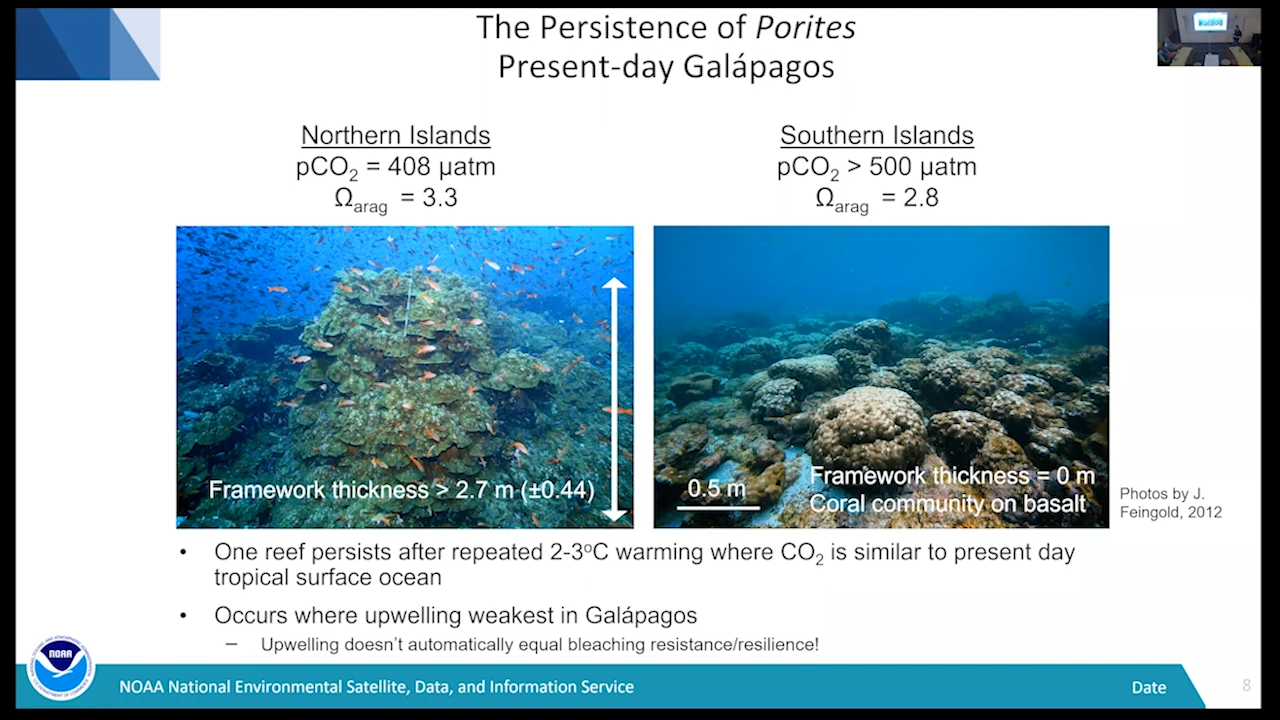 The Persistence of Porites
Present-day Galápagos
Northern Islands
pCO₂ = 408 µatm
Ωarag = 3.3
Southern Islands
pCO₂ > 500 µatm
Ωarag = 2.8
Framework thickness > 2.7 m (±0.44)
0.5 m
Framework thickness = 0 m
Coral community on basalt
Photos by J.
Feingold, 2012
• One reef persists after repeated 2-3ºC warming where CO₂ is similar to present day
tropical surface ocean
• Occurs where upwelling weakest in Galápagos
– Upwelling doesn’t automatically equal bleaching resistance/resilience!
NOAA
NOAA National Environmental Satellite, Data, and Information Service
Date
8